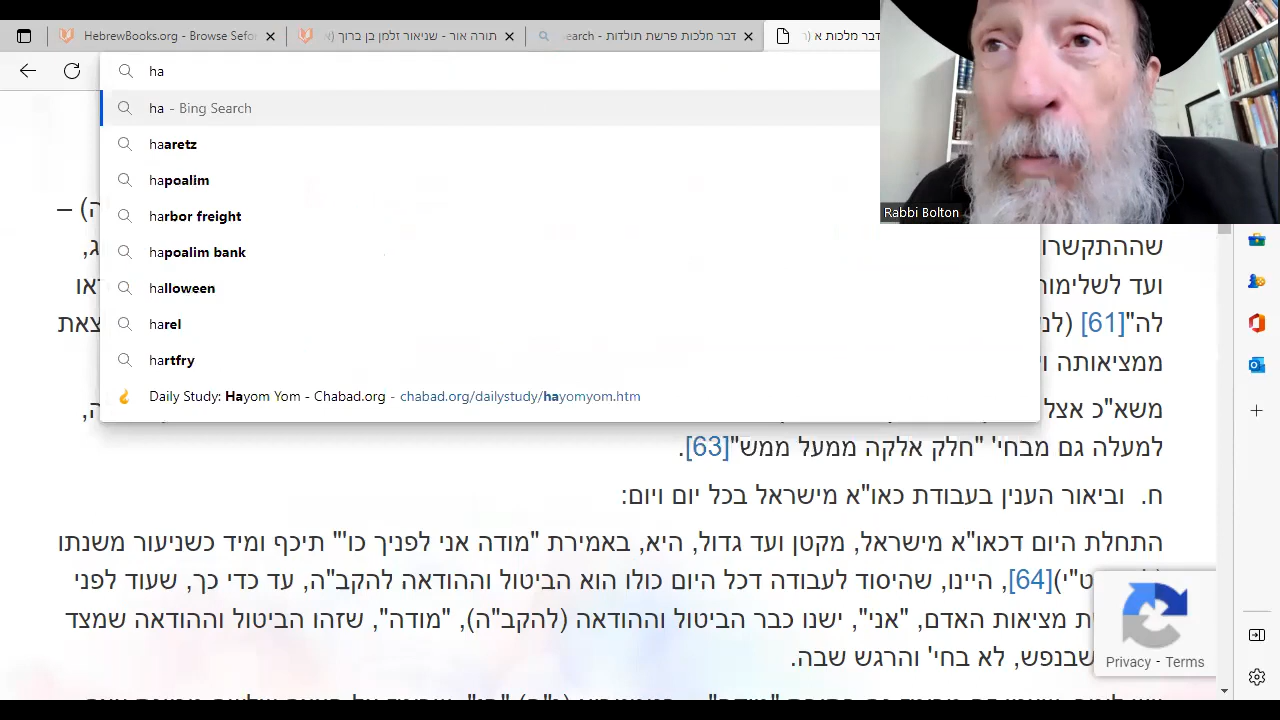 HebrewBooks.org - Browse Sefor
תורה אור - שניאור זלמן בן ברוך (א
דבר מלכות פרשת תולדות - earch
דבר מלכות א (ר
ha
ha - Bing Search
haaretz
hapoalim
harbor freight
hapoalim bank
halloween
harel
hartfry
Daily Study: Hayom Yom - Chabad.org - chabad.org/dailystudy/hayomyom.htm
Rabbi Bolton
ה) –
שההתקשרו
ג,
ועד לשלימות
לה"[61]
צאת
ממציאותה
משא"כ אצל
ה,
למעלה גם מבחי' "חלק אלקה ממעל ממש"[63].
ח. וביאור הענין בעבודת כאו"א מישראל בכל יום ויום:
התחלת היום דכאו"א מישראל, מקטן ועד גדול, היא, באמירת "מודה אני לפניך כו'" תיכף ומיד כשניעור משנתו
[64], היינו, שהיסוד לעבודה דכל היום כולו הוא הביטול וההודאה להקב"ה, עד כדי כך, שעוד לפני
מציאות האדם, "אני", ישנו כבר הביטול וההודאה (להקב"ה), "מודה", שזהו הביטול וההודאה שמצד
שבנפש, לא בחי' והרגש שבה.
Privacy - Terms